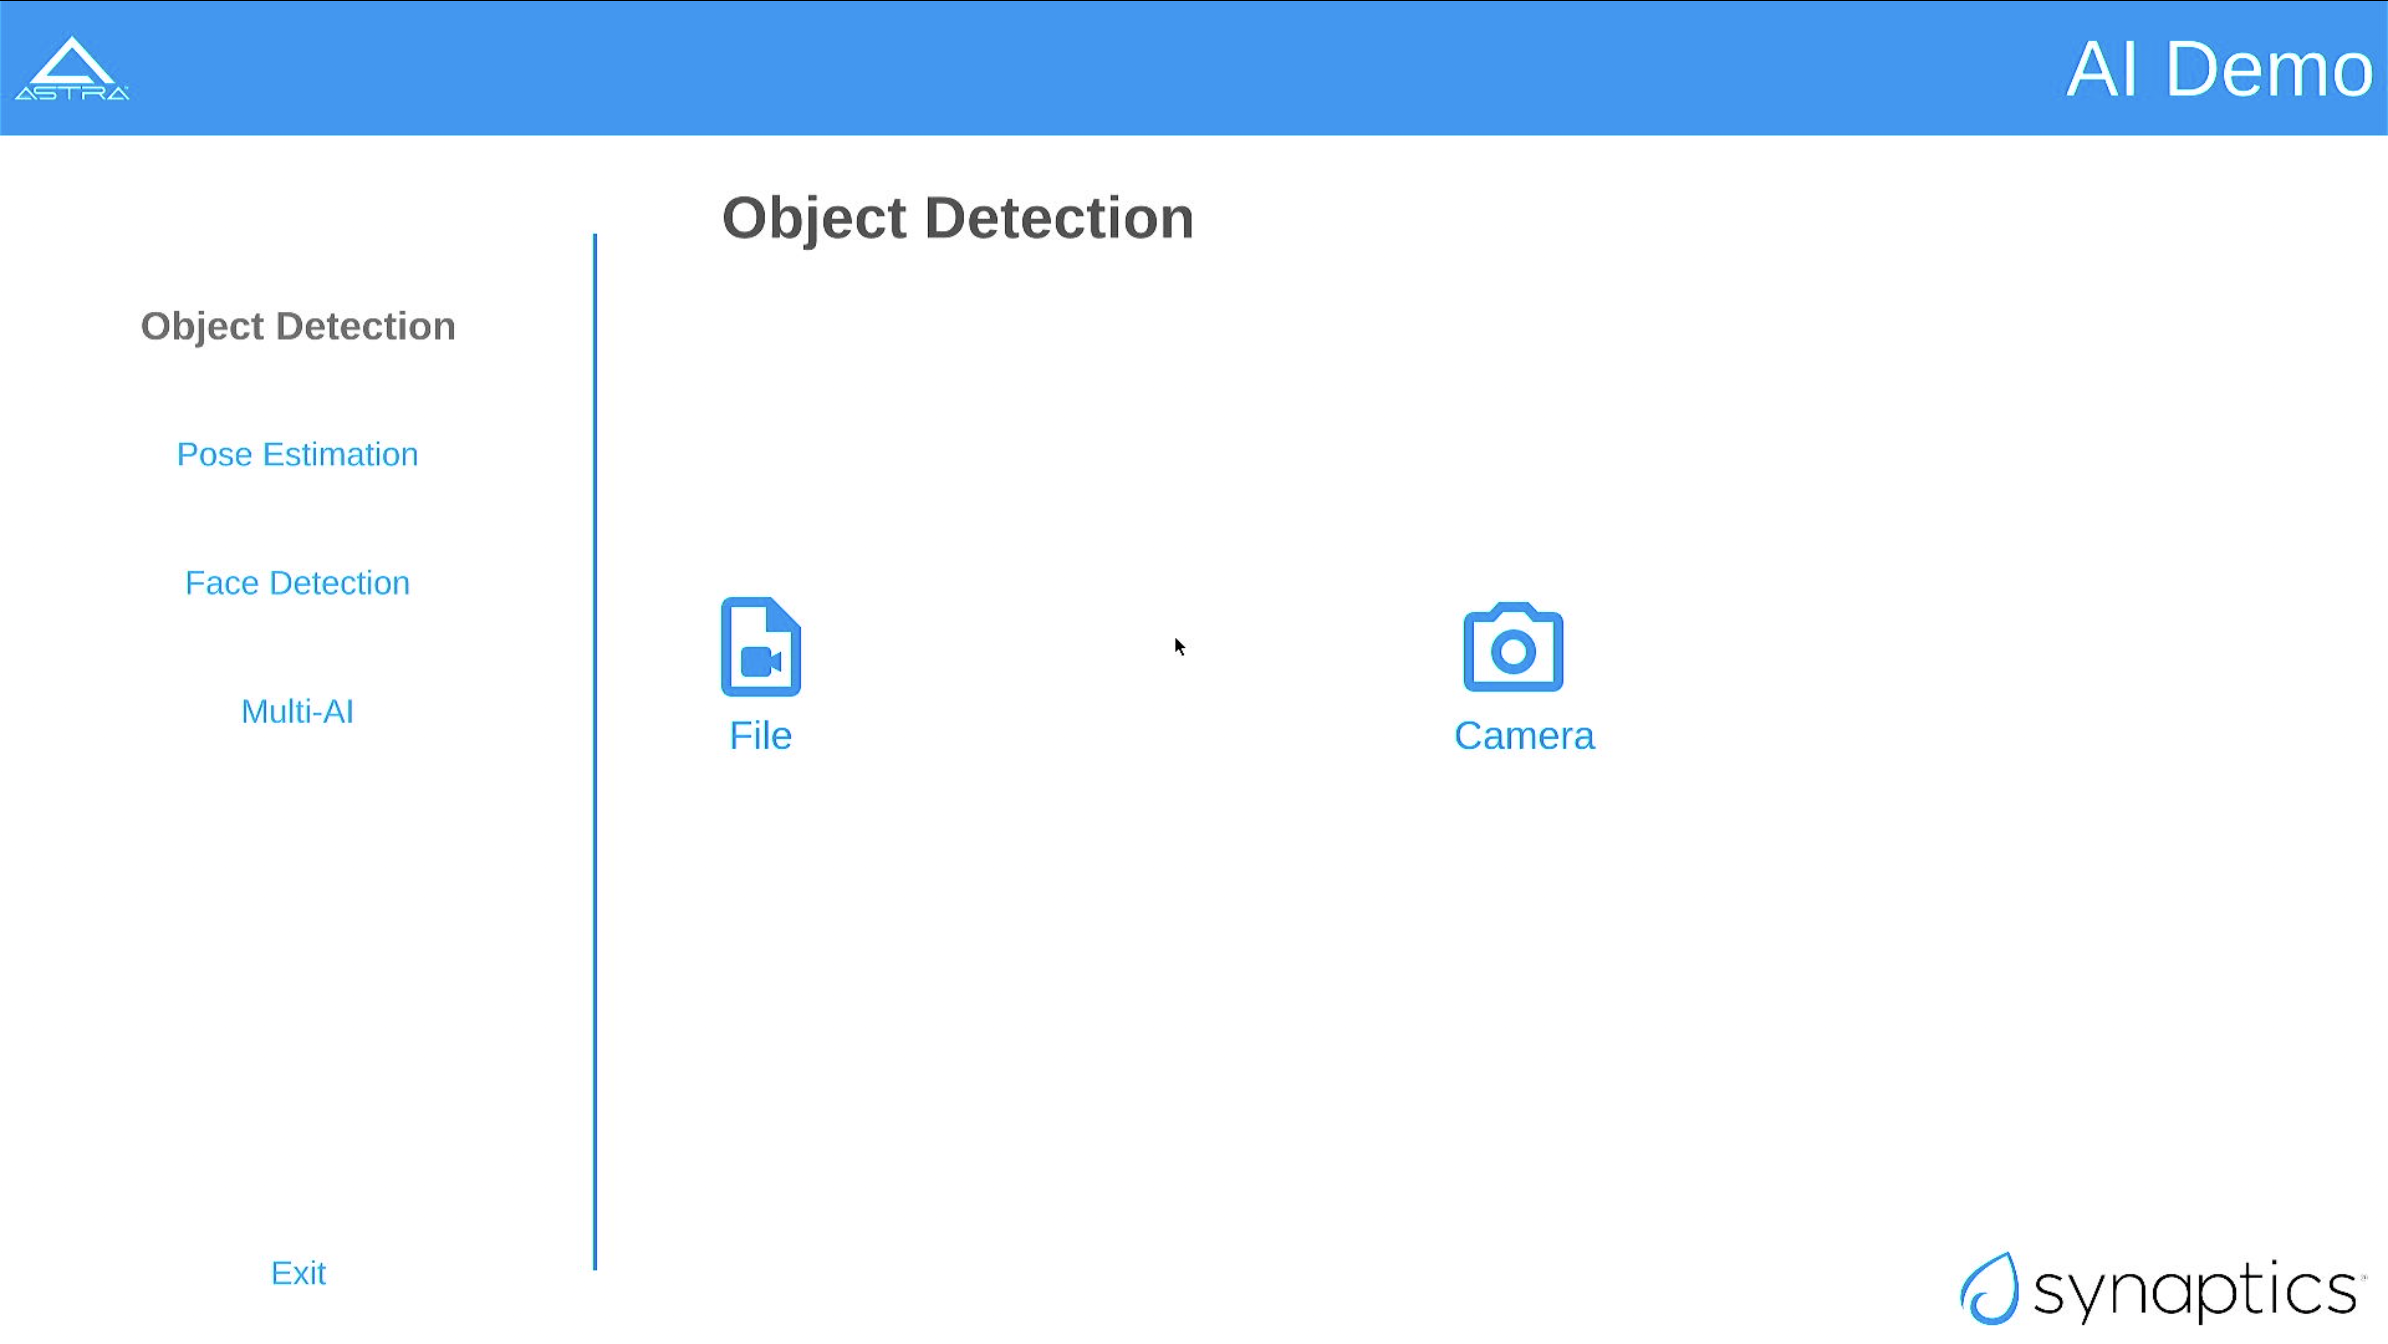 ASTRA
AI Demo
Object Detection
Object Detection
Pose Estimation
Face Detection
Multi-AI
File
Camera
Exit
synaptics